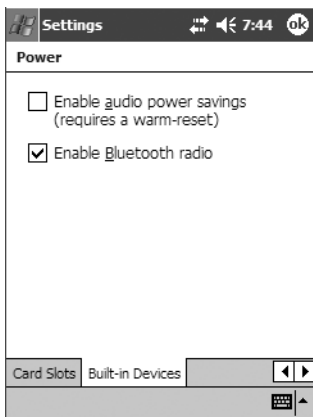 Settings 7:44 ok
Power
Enable audio power savings
(requires a warm-reset)
Enable Bluetooth radio
Card Slots Built-in Devices